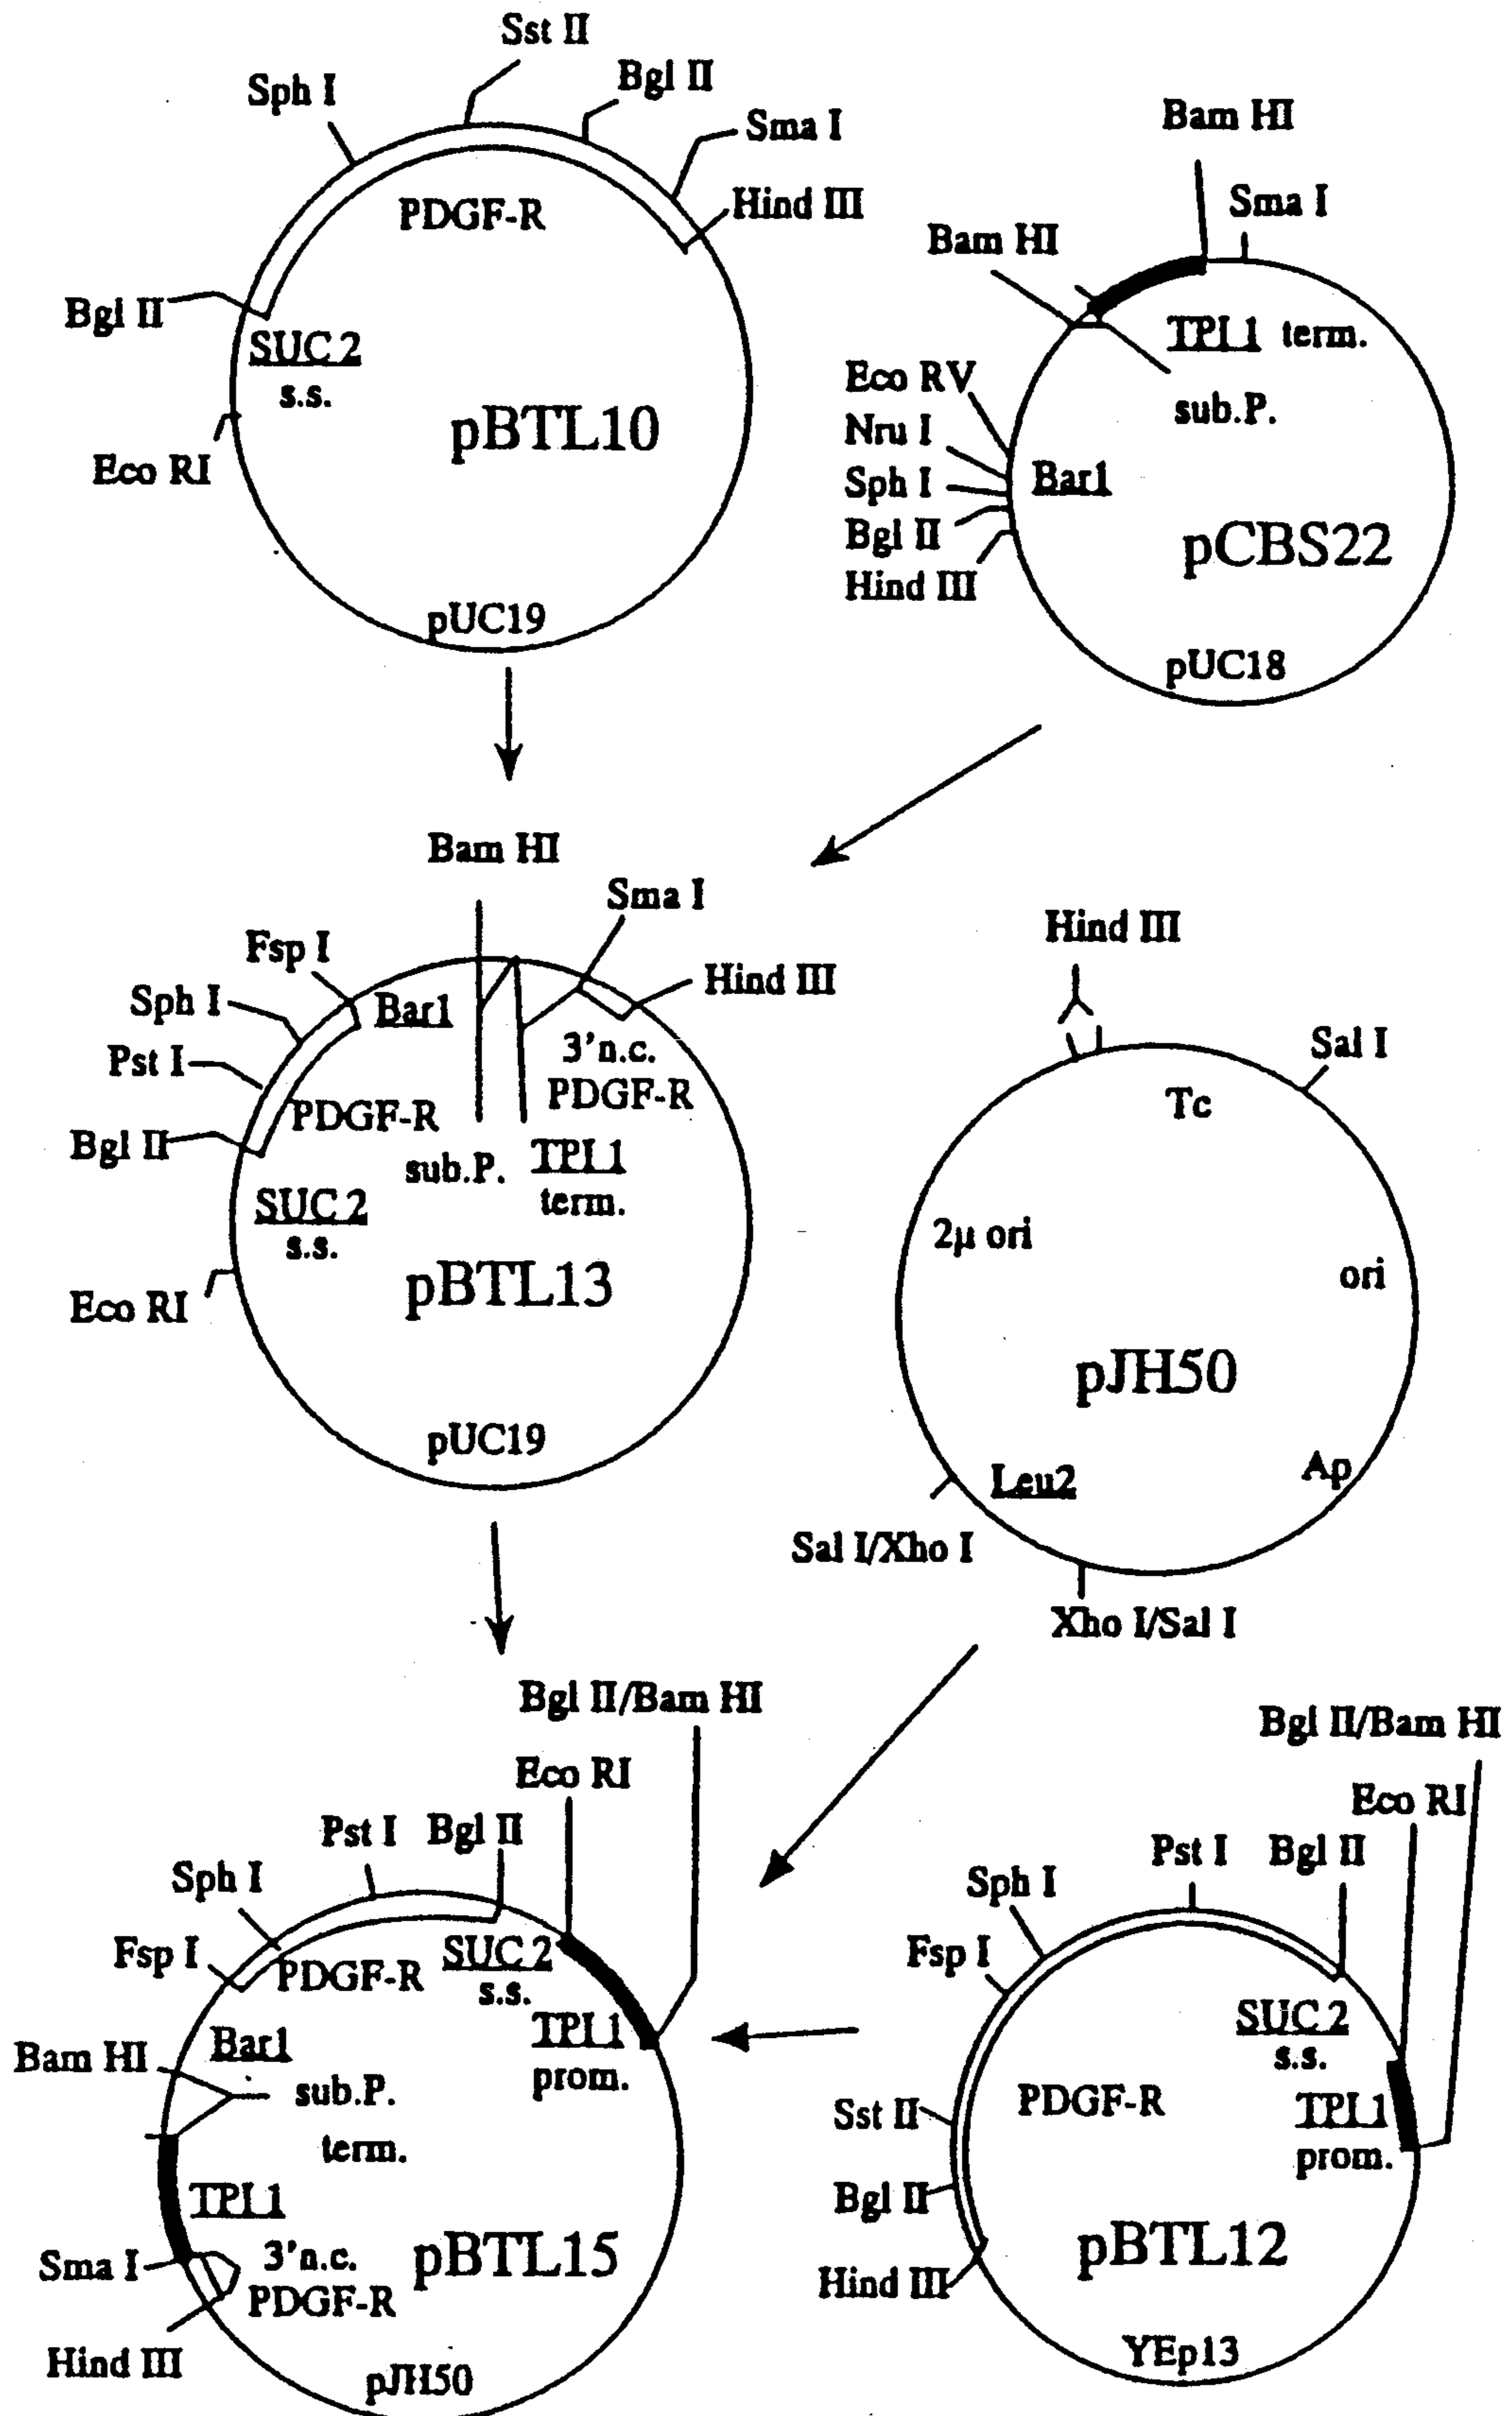 Sst II
Bgl II
Sph I
Sma I
Hind III
PDGF-R
Bgl II
SUC 2
s.s.
Eco RI
pBTL10
pUC19
Bam HI
Sma I
Bam HI
TPI1 term.
sub.P.
Eco RV
Nru I
Sph I
Bgl II
Hind III
Bar1
pCBS22
pUC18
Bam HI
Sma I
Fsp I
Hind III
Sph I
Bar1
Pst I
3'n.c.
PDGF-R
PDGF-R
Bgl II
sub.P.
TPI1
term.
SUC 2
s.s.
Eco RI
pBTL13
pUC19
Hind III
Sal I
Tc
2μ ori
ori
pJH50
Leu2
Ap
Sal I/Xho I
Xho I/Sal I
Bgl II/Bam HI
Eco RI
Pst I
Bgl II
Sph I
Fsp I
PDGF-R
SUC 2
s.s.
TPI1
prom.
Bar1
Bam HI
sub.P.
term.
TPI1
Sma I
3'n.c.
PDGF-R
pBTL15
Hind III
pJH50
Bgl II/Bam HI
Eco RI
Pst I
Bgl II
Sph I
Fsp I
SUC 2
s.s.
PDGF-R
TPI1
prom.
Sst II
Bgl II
Hind III
pBTL12
YEp13